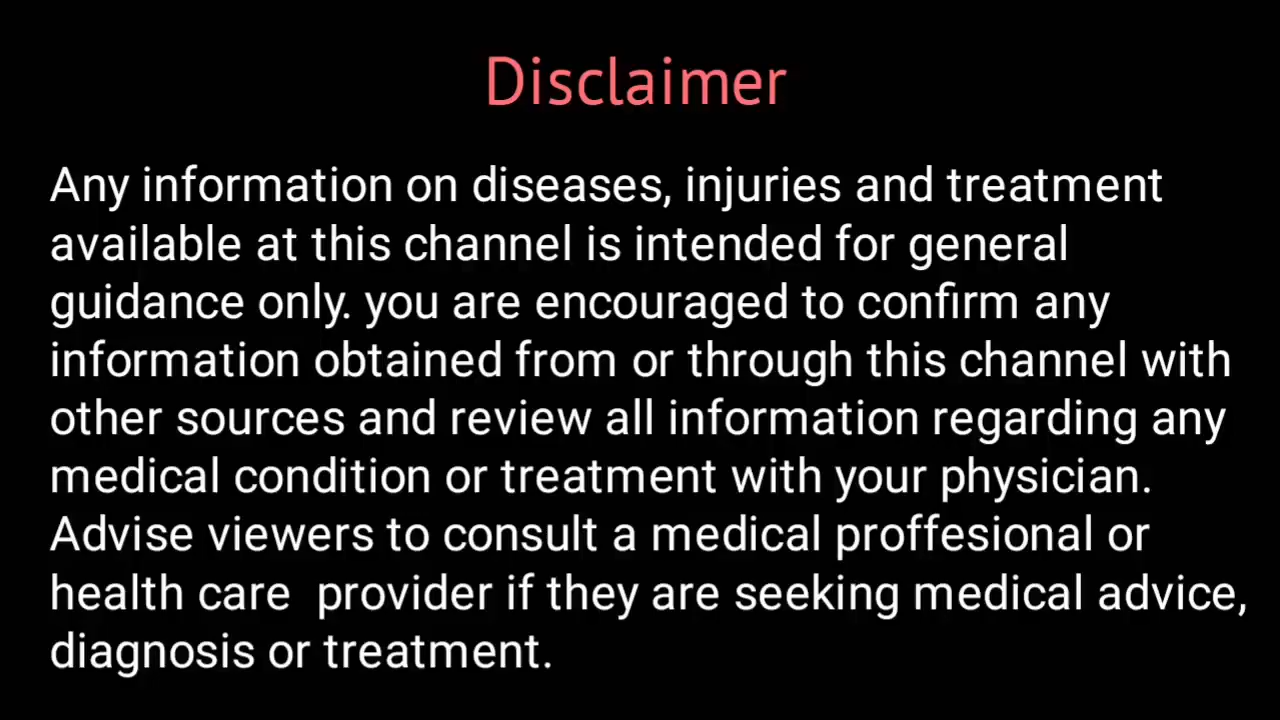 Disclaimer
Any information on diseases, injuries and treatment
available at this channel is intended for general
guidance only. you are encouraged to confirm any
information obtained from or through this channel with
other sources and review all information regarding any
medical condition or treatment with your physician.
Advise viewers to consult a medical proffesional or
health care  provider if they are seeking medical advice,
diagnosis or treatment.